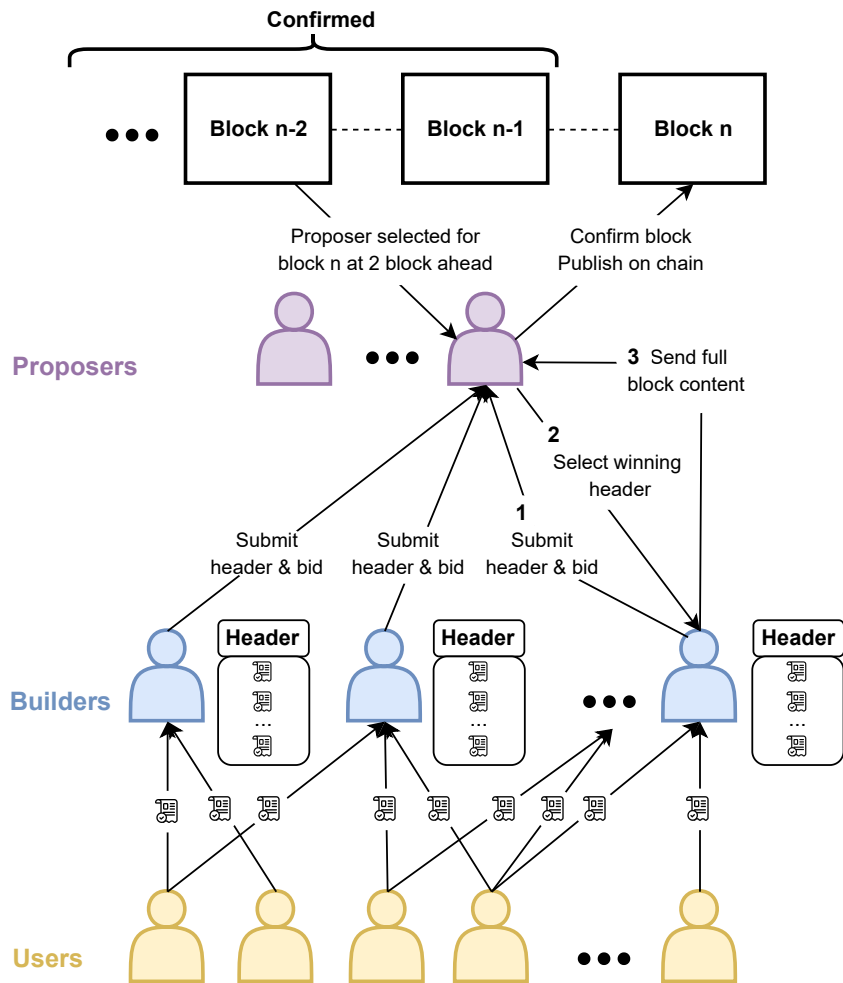 Confirmed
Block n-2
Block n-1
Block n
Proposer selected for
block n at 2 block ahead
Confirm block
Publish on chain
Proposers
3 Send full
block content
2
Select winning
header
1
Submit
header & bid
Submit
header & bid
Submit
header & bid
Header
Header
Header
Builders
...
...
...
Users